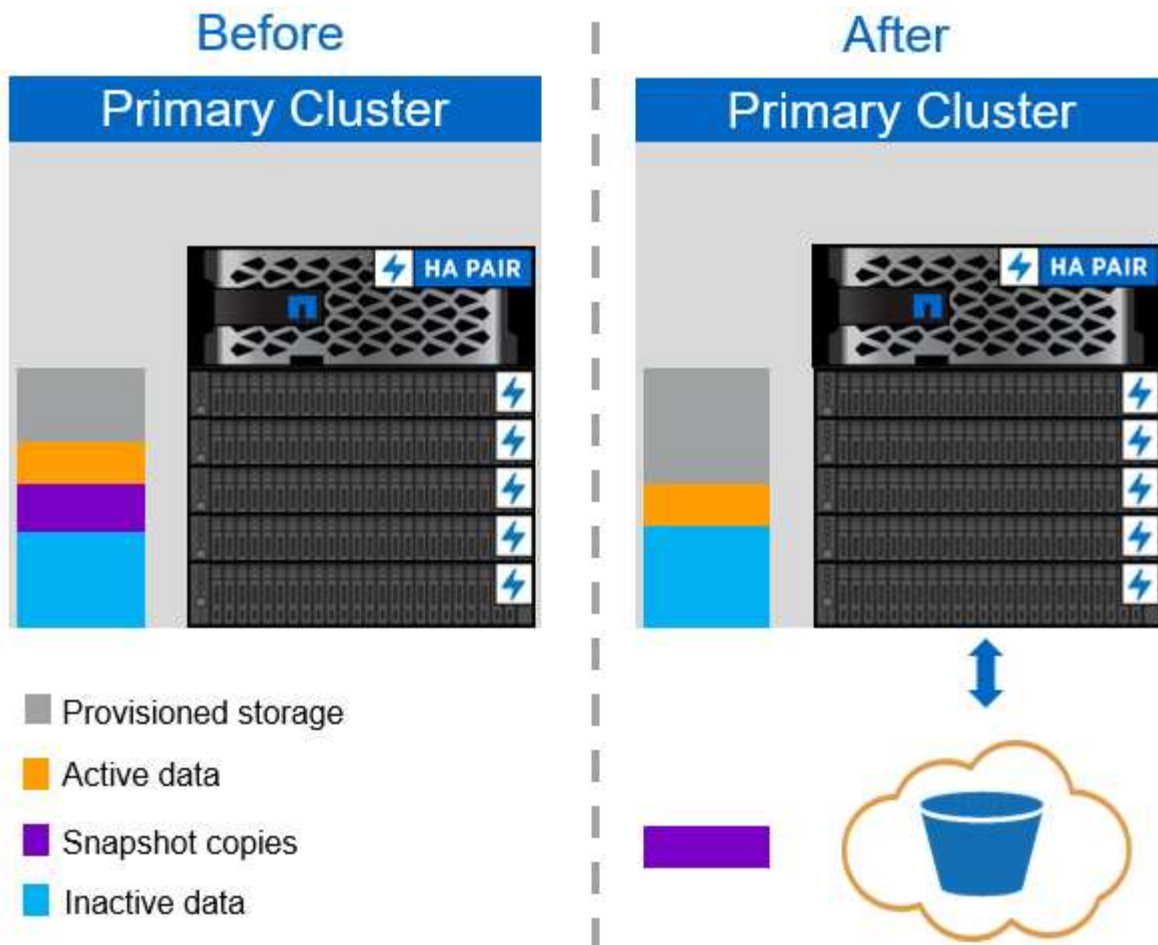 Before
After
Primary Cluster
Primary Cluster
HA PAIR
HA PAIR
Provisioned storage
Active data
Snapshot copies
Inactive data